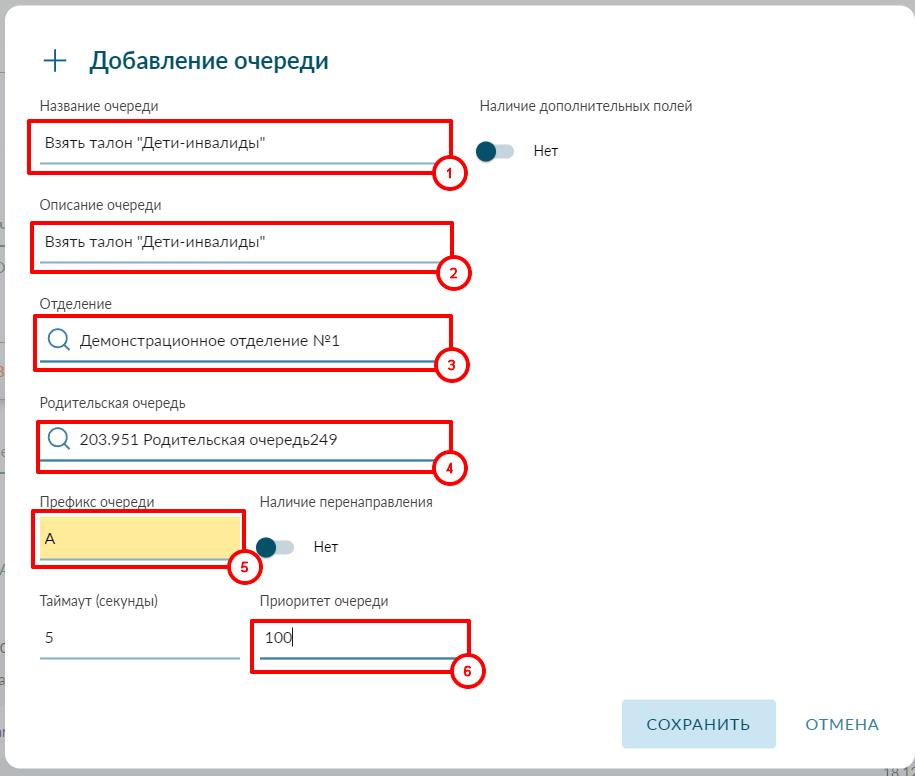 Добавление очереди
Название очереди
Наличие дополнительных полей
Взять талон "Дети-инвалиды"
Нет
1
Описание очереди
Взять талон "Дети-инвалиды"
2
Отделение
Демонстрационное отделение №1
3
Родительская очередь
203.951 Родительская очередь249
4
Префикс очереди
Наличие перенаправления
А
Нет
5
Таймаут (секунды)
Приоритет очереди
5
100
6
СОХРАНИТЬ
ОТМЕНА